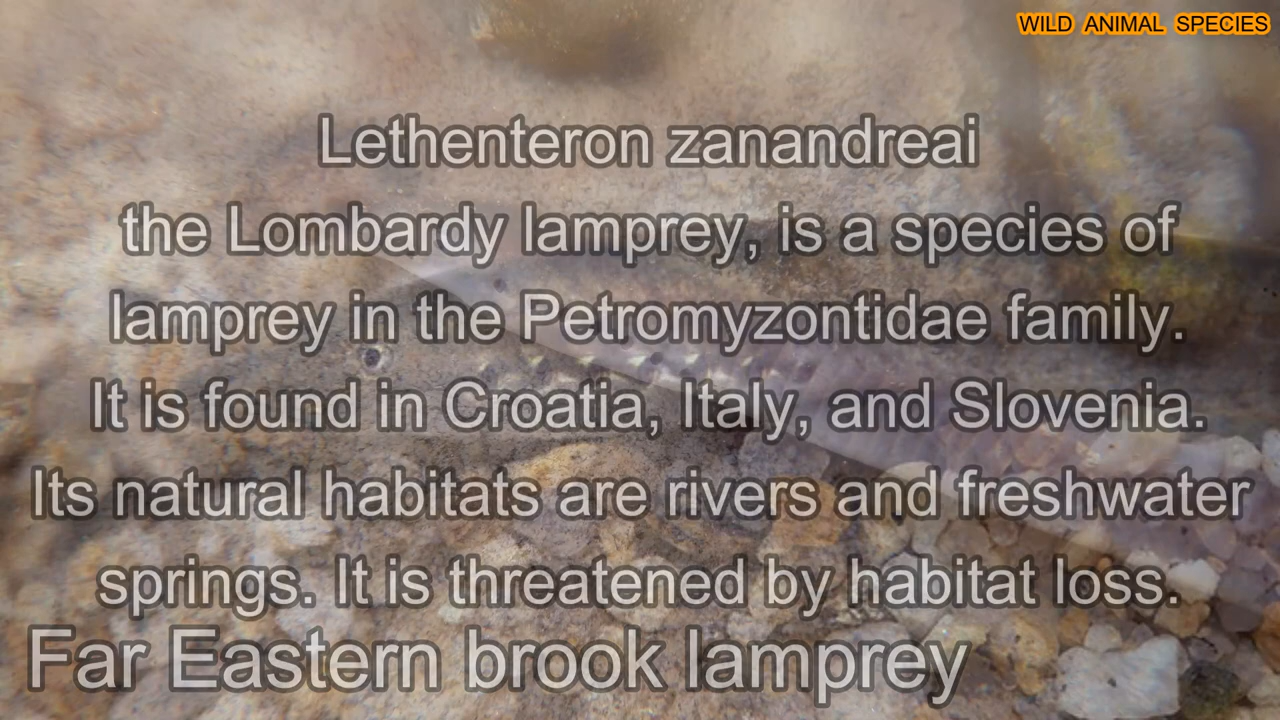 WILD ANIMAL SPECIES
Lethenteron zanandreai
the Lombardy lamprey, is a species of
lamprey in the Petromyzontidae family.
It is found in Croatia, Italy, and Slovenia.
Its natural habitats are rivers and freshwater
springs. It is threatened by habitat loss.
Far Eastern brook lamprey